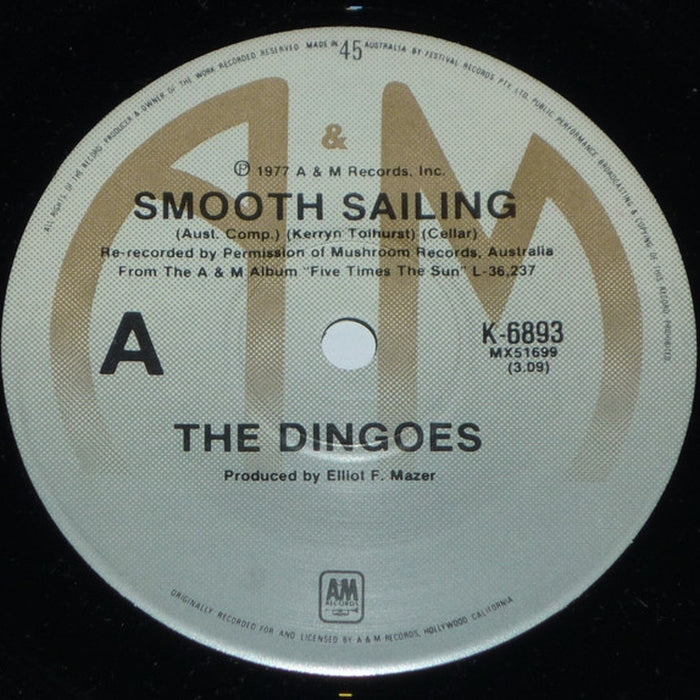 ALL RIGHTS OF THE RECORD PRODUCER & OWNER OF THE WORK RECORDED RESERVED MADE IN 45 AUSTRALIA BY FESTIVAL RECORDS PTY. LTD. PUBLIC PERFORMANCE BROADCASTING & COPYING OF THIS RECORD PROHIBITED
A & M
℗ 1977 A & M Records, Inc.
SMOOTH SAILING
(Aust. Comp.) (Kerryn Tolhurst) (Cellar)
Re-recorded by Permission of Mushroom Records, Australia
From The A & M Album "Five Times The Sun" L-36,237
A
K-6893
MX51699
(3.09)
THE DINGOES
Produced by Elliot F. Mazer
A&M
RECORDS
ORIGINALLY RECORDED FOR AND LICENSED BY A & M RECORDS, HOLLYWOOD CALIFORNIA